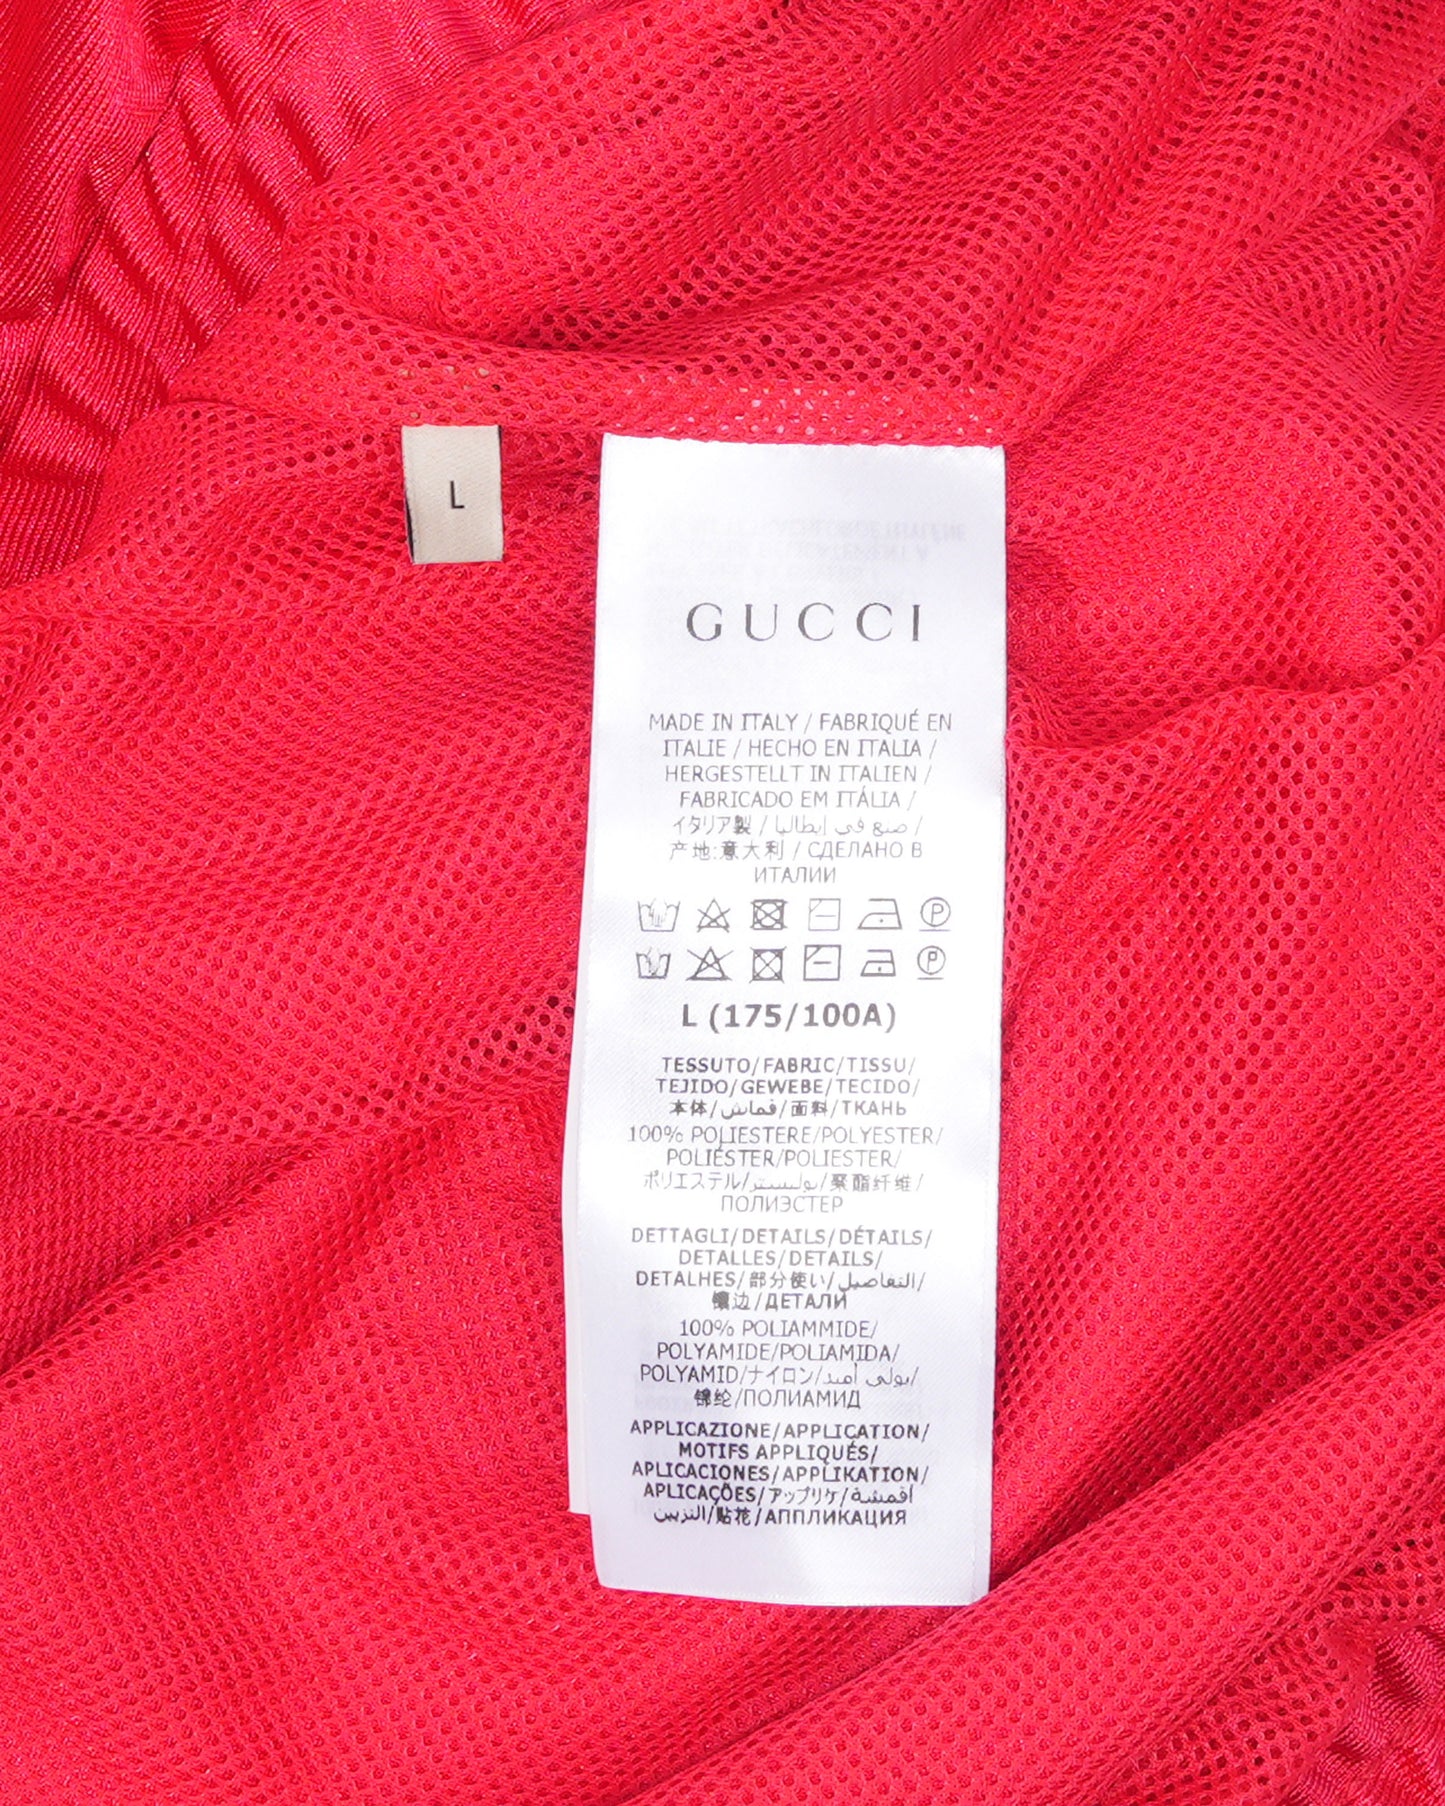 L
GUCCI
MADE IN ITALY / FABRIQUÉ EN
ITALIE / HECHO EN ITALIA /
HERGESTELLT IN ITALIEN /
FABRICADO EM ITÁLIA /
イタリア製 / صنع في إيطاليا /
产地:意大利 / СДЕЛАНО В
ИТАЛИИ
L (175/100A)
TESSUTO/FABRIC/TISSU/
TEJIDO/GEWEBE/TECIDO/
本体/قماش/面料/ТКАНЬ
100% POLIESTERE/POLYESTER/
POLIÉSTER/POLIESTER/
ポリエステル/بوليستر/聚酯纤维/
ПОЛИЭСТЕР
DETTAGLI/DETAILS/DÉTAILS/
DETALLES/DETAILS/
DETALHES/部分使い/التفاصيل/
镶边/ДЕТАЛИ
100% POLIAMMIDE/
POLYAMIDE/POLIAMIDA/
POLYAMID/ナイロン/بولي أميد/
锦纶/ПОЛИАМИД
APPLICAZIONE/APPLICATION/
MOTIFS APPLIQUÉS/
APLICACIONES/APPLIKATION/
APLICAÇÕES/アップリケ/أقمشة
التزيين/贴花/АППЛИКАЦИЯ